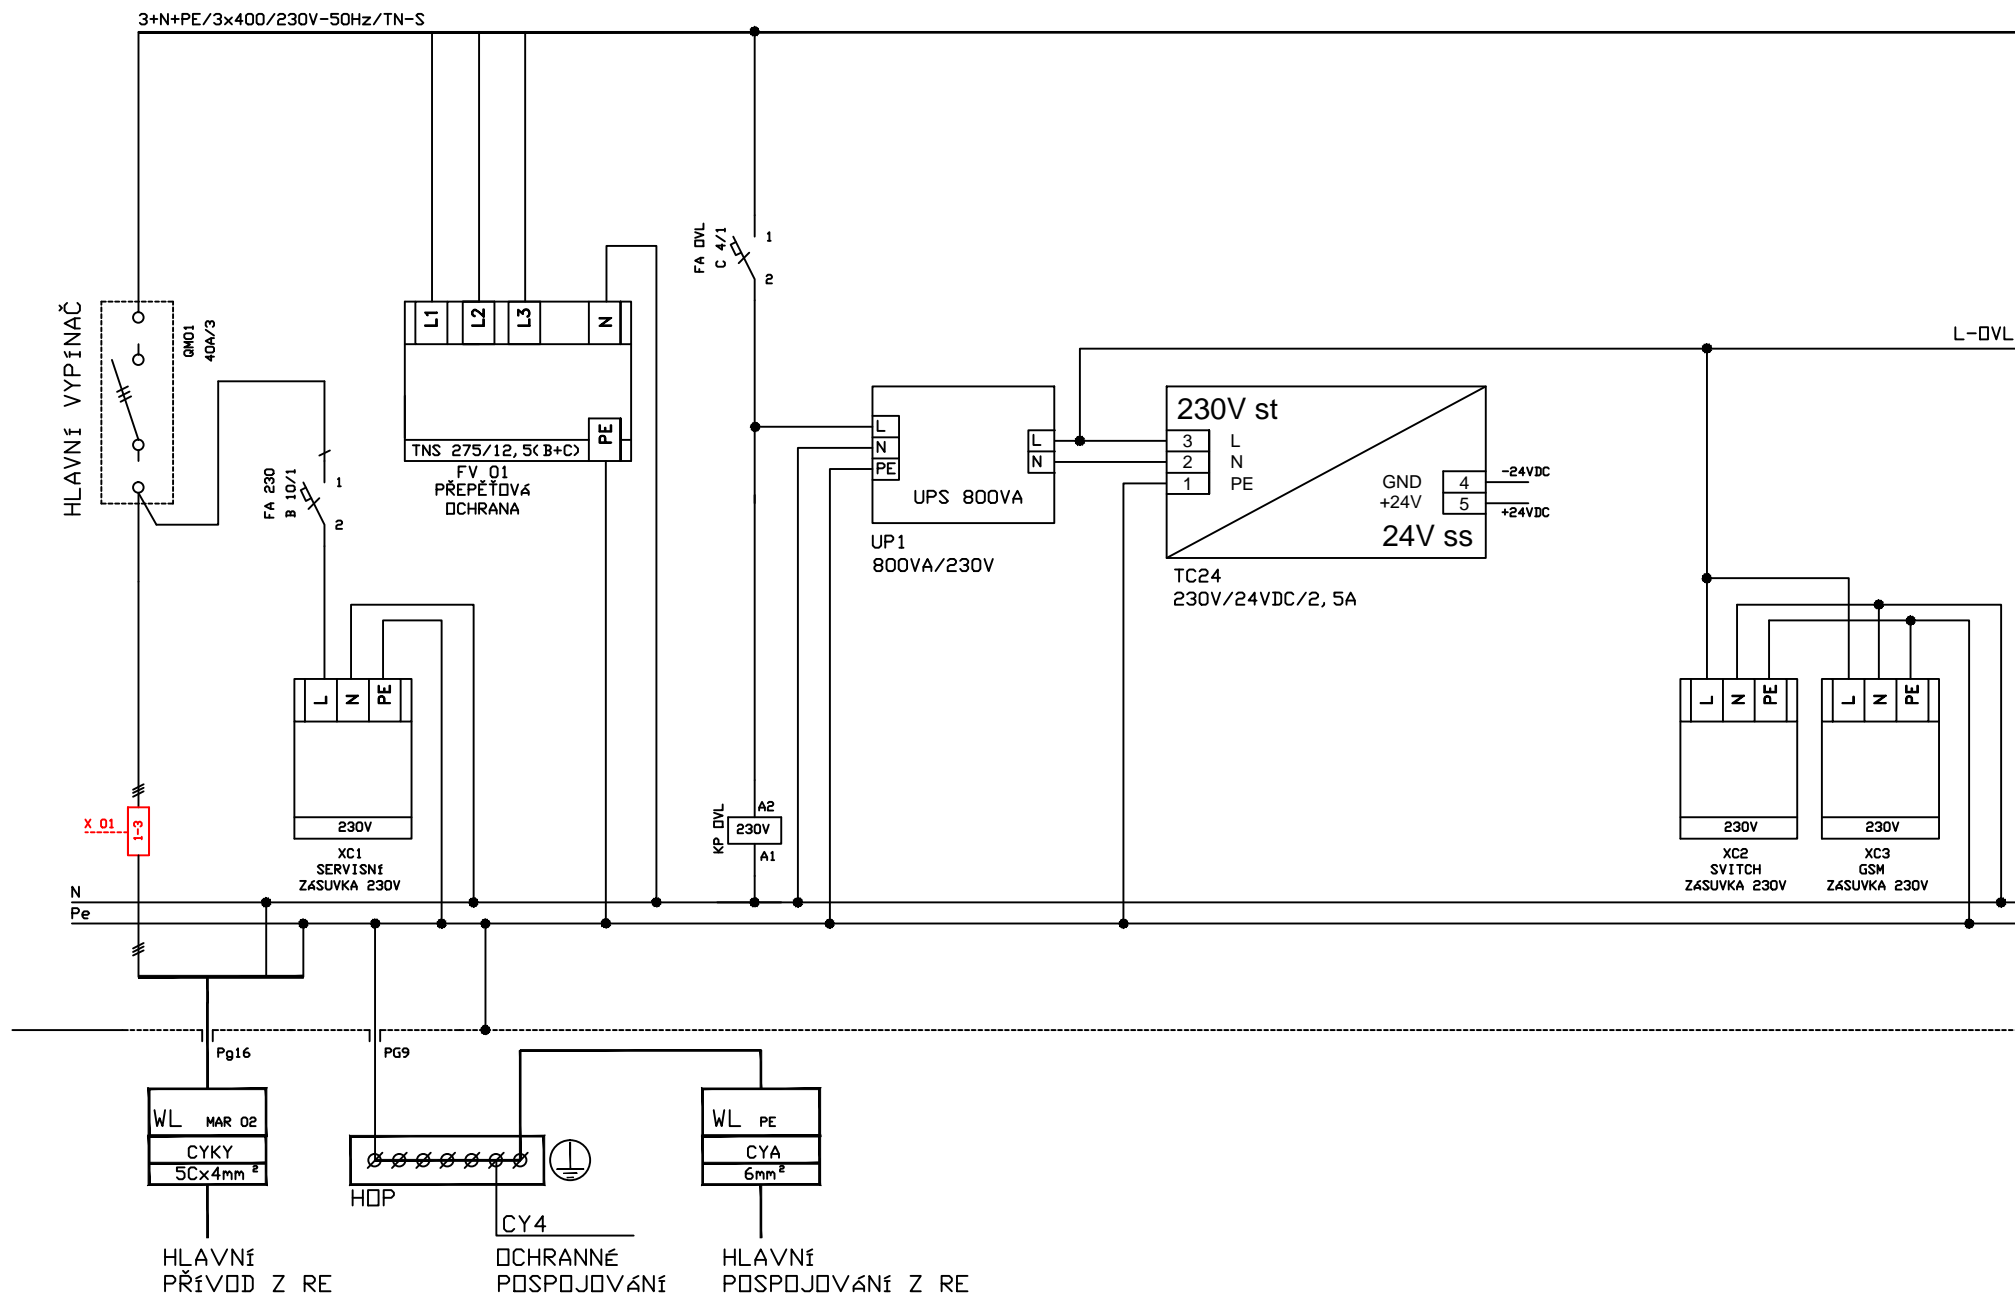 3+N+PE/3x400/230V-50Hz/TN-S
HLAVNÍ VYPÍNAČ
QM01
40A/3
FA 230
B 10/1
1
2
L1
L2
L3
N
PE
TNS 275/12,5(B+C)
FV 01
PŘEPĚŤOVÁ
OCHRANA
FA OVL
C 4/1
1
2
L
N
PE
L
N
UPS 800VA
UP1
800VA/230V
230V st
3 L
2 N
1 PE
GND 4
+24V 5
-24VDC
+24VDC
24V ss
TC24
230V/24VDC/2,5A
L-OVL
L
N
PE
230V
XC1
SERVISNÍ
ZÁSUVKA 230V
KP OVL
A2
230V
A1
L
N
PE
230V
XC2
SVITCH
ZÁSUVKA 230V
L
N
PE
230V
XC3
GSM
ZÁSUVKA 230V
X 01
1-3
N
Pe
Pg16
PG9
WL MAR 02
CYKY
5Cx4mm²
HLAVNÍ
PŘÍVOD Z RE
HOP
CY4
OCHRANNÉ
POSPOJOVÁNÍ
WL PE
CYA
6mm²
HLAVNÍ
POSPOJOVÁNÍ Z RE